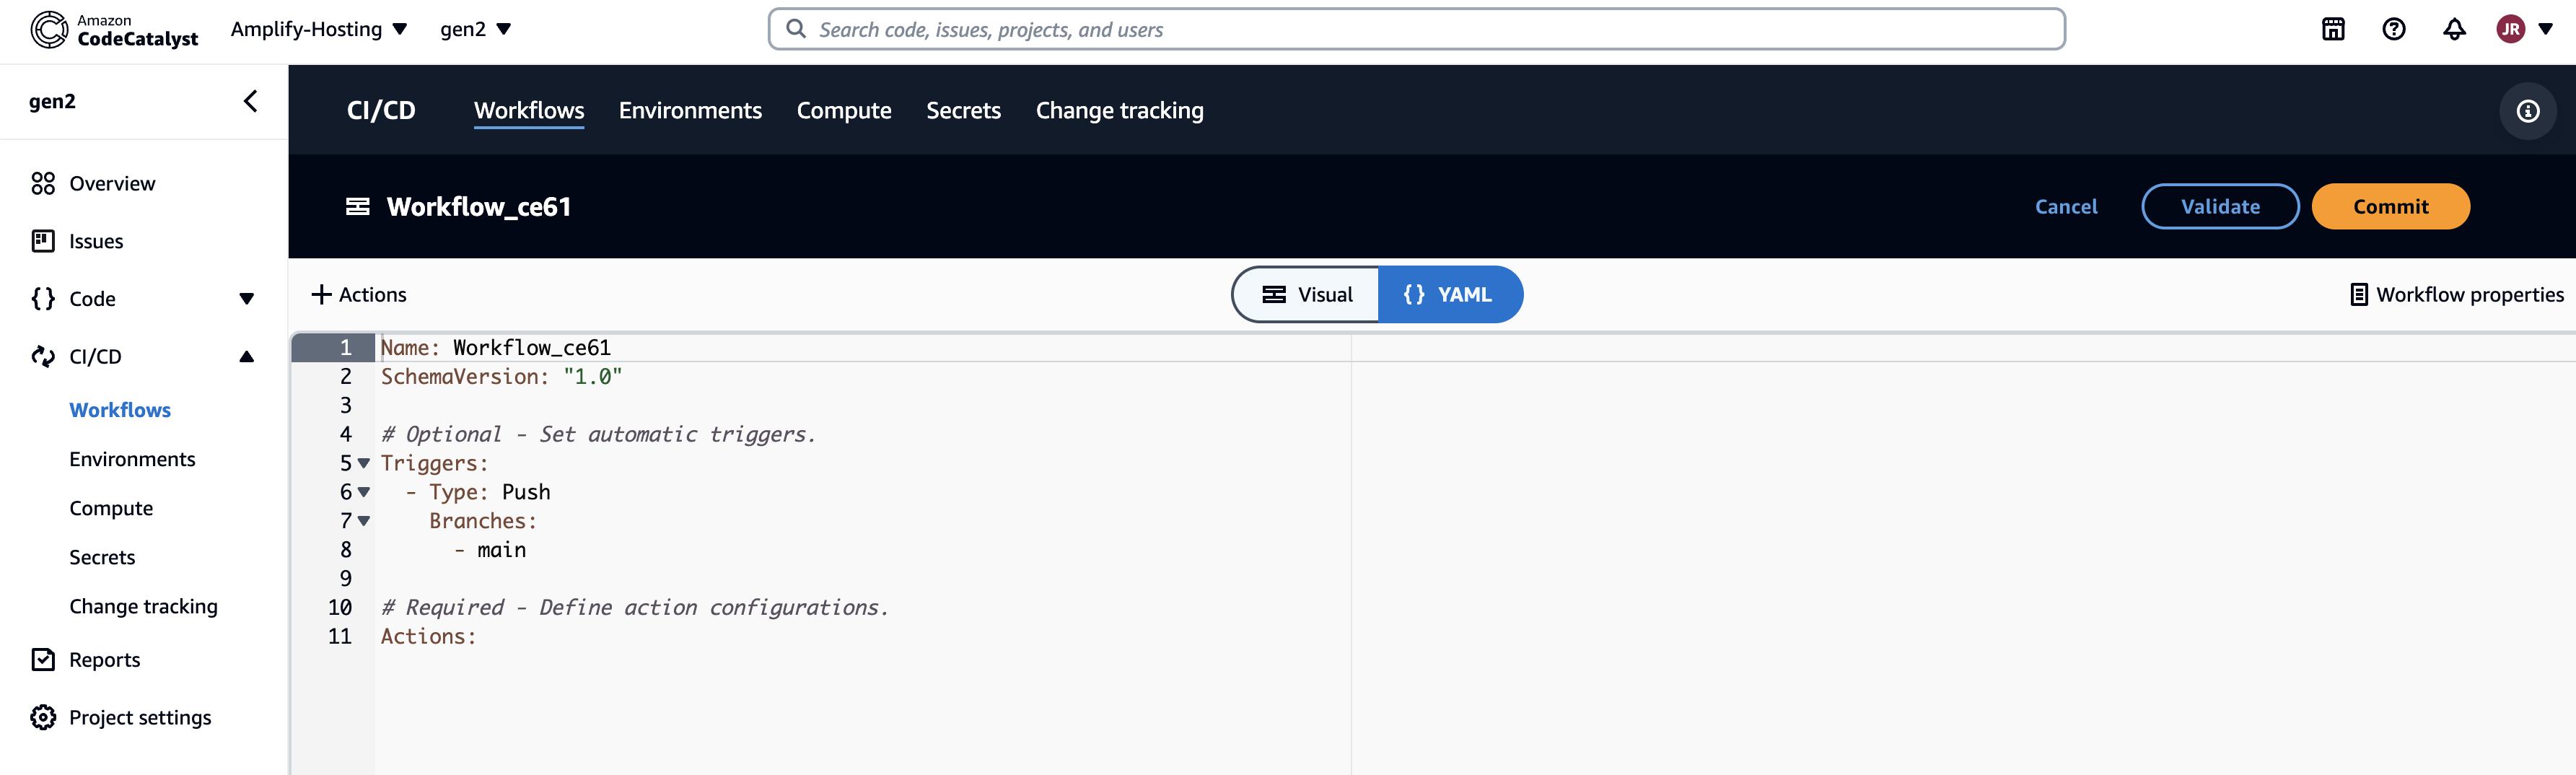 Amazon
CodeCatalyst
Amplify-Hosting
gen2
Search code, issues, projects, and users
JR
gen2
Overview
Issues
Code
CI/CD
Workflows
Environments
Compute
Secrets
Change tracking
Reports
Project settings
CI/CD
Workflows
Environments
Compute
Secrets
Change tracking
Workflow_ce61
Cancel
Validate
Commit
Actions
Visual
{ } YAML
Workflow properties
1 Name: Workflow_ce61
2 SchemaVersion: "1.0"
3
4 # Optional - Set automatic triggers.
5 Triggers:
6   - Type: Push
7     Branches:
8       - main
9
10 # Required - Define action configurations.
11 Actions: